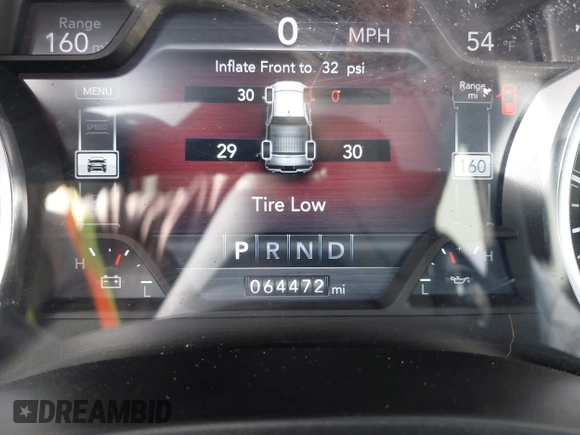 Range
160 mi
0 MPH
54 °F
Inflate Front to 32 psi
MENU
SPEED
30 0
29 30
Range
mi
160
Tire Low
P R N D
H L
064472 mi
H L
DREAMBID